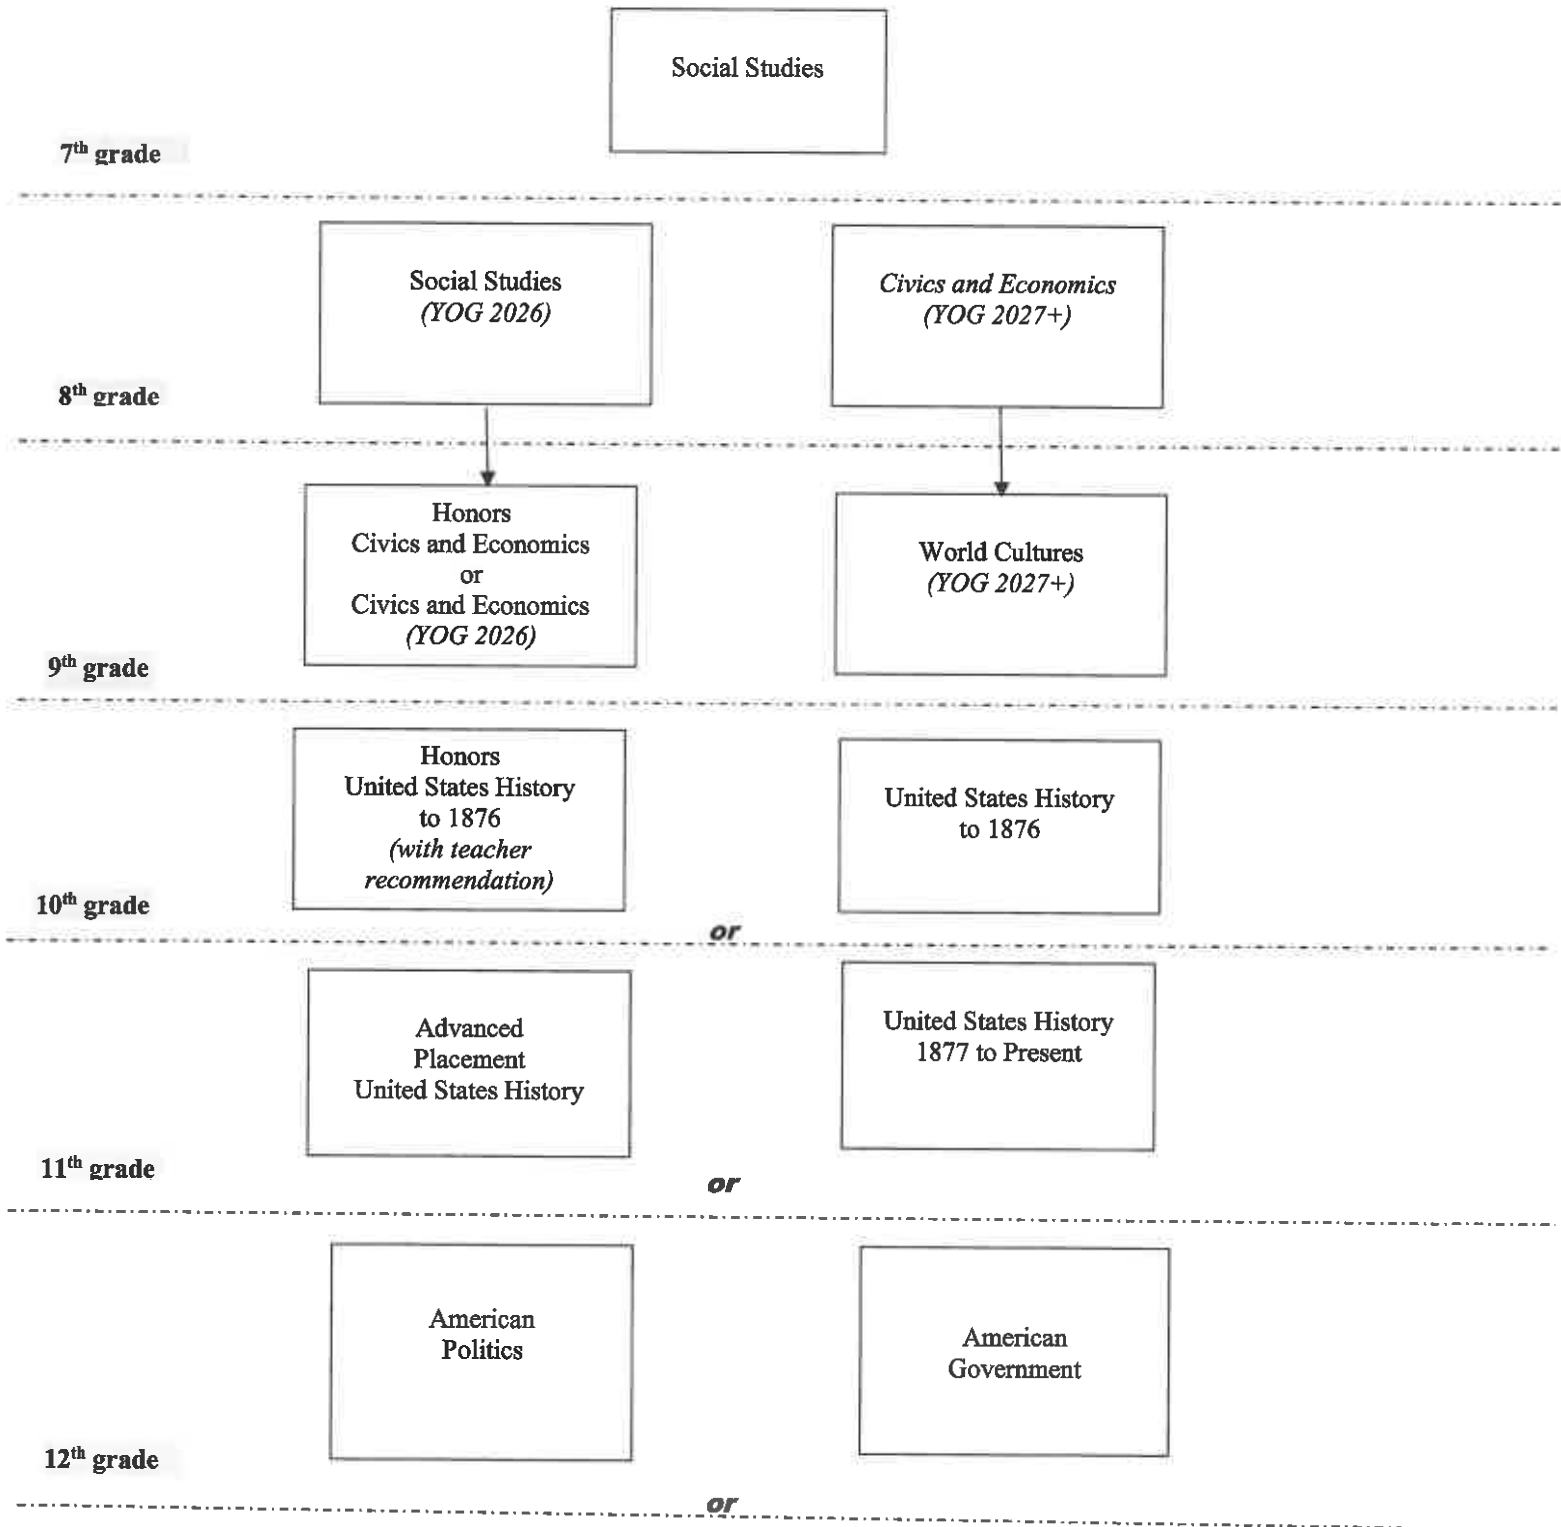 Social Studies
7th grade
Social Studies
(YOG 2026)
Civics and Economics
(YOG 2027+)
8th grade
Honors
Civics and Economics
or
Civics and Economics
(YOG 2026)
World Cultures
(YOG 2027+)
9th grade
Honors
United States History
to 1876
(with teacher
recommendation)
United States History
to 1876
10th grade
or
Advanced
Placement
United States History
United States History
1877 to Present
11th grade
or
American
Politics
American
Government
12th grade
or